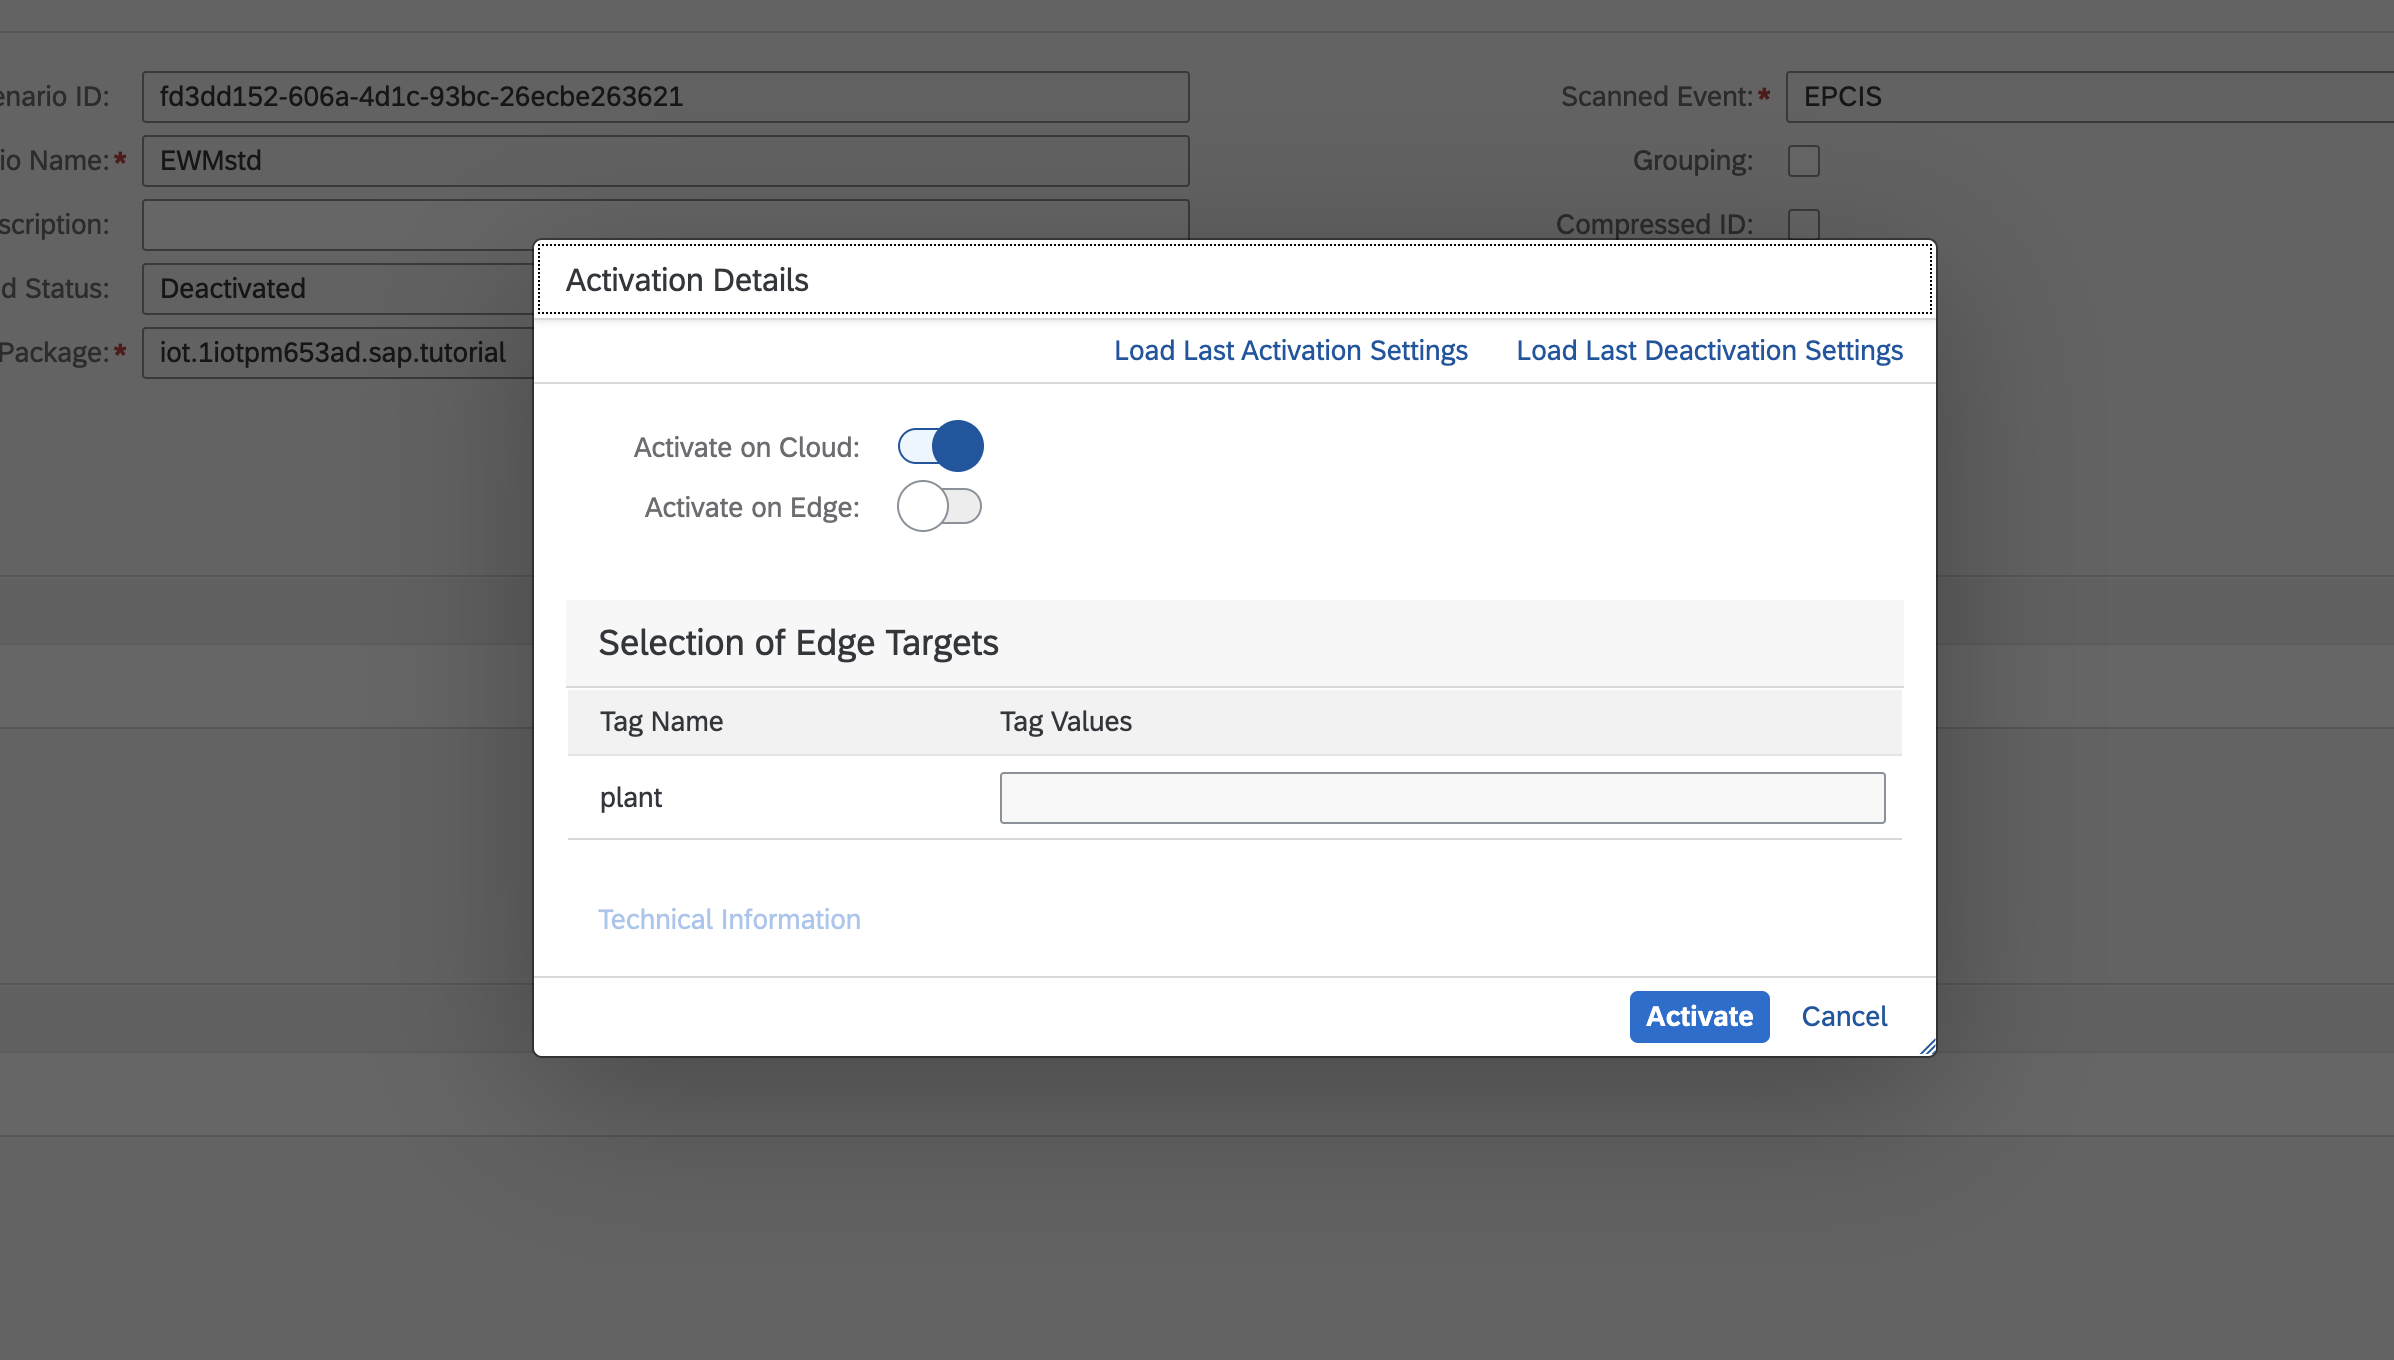 enario ID: fd3dd152-606a-4d1c-93bc-26ecbe263621 Scanned Event:* EPCIS
io Name:* EWMstd Grouping:
scription: Compressed ID:
d Status: Deactivated
Package:* iot.1iotpm653ad.sap.tutorial
Activation Details
Load Last Activation Settings Load Last Deactivation Settings
Activate on Cloud:
Activate on Edge:
Selection of Edge Targets
Tag Name Tag Values
plant
Technical Information
Activate Cancel